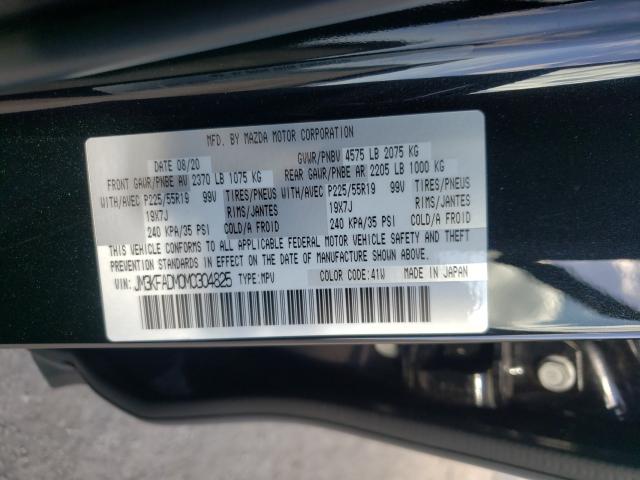 MFD. BY MAZDA MOTOR CORPORATION
DATE 08/20 GVWR/PNBV 4575 LB 2075 KG
FRONT GAWR/PNBE AV 2370 LB 1075 KG REAR GAWR/PNBE AR 2205 LB 1000 KG
WITH/AVEC P225/55R19 99V TIRES/PNEUS WITH/AVEC P225/55R19 99V TIRES/PNEUS
19X7J RIMS/JANTES 19X7J RIMS/JANTES
240 KPA/35 PSI COLD/A FROID 240 KPA/35 PSI COLD/A FROID
THIS VEHICLE CONFORMS TO ALL APPLICABLE FEDERAL MOTOR VEHICLE SAFETY AND THEFT
PREVENTION STANDARDS IN EFFECT ON THE DATE OF MANUFACTURE SHOWN ABOVE.
VIN: JM3KFADM0M0304825 TYPE:MPV COLOR CODE:41W MADE IN JAPAN